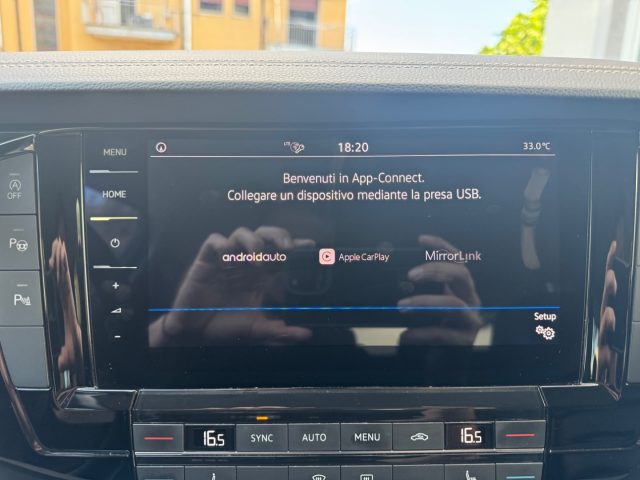 MENU
HOME
OFF
P
P
+
-
LTE
18:20
33.0°C
Benvenuti in App-Connect.
Collegare un dispositivo mediante la presa USB.
androidauto
Apple CarPlay
MirrorLink
Setup
16.5
SYNC
AUTO
MENU
16.5